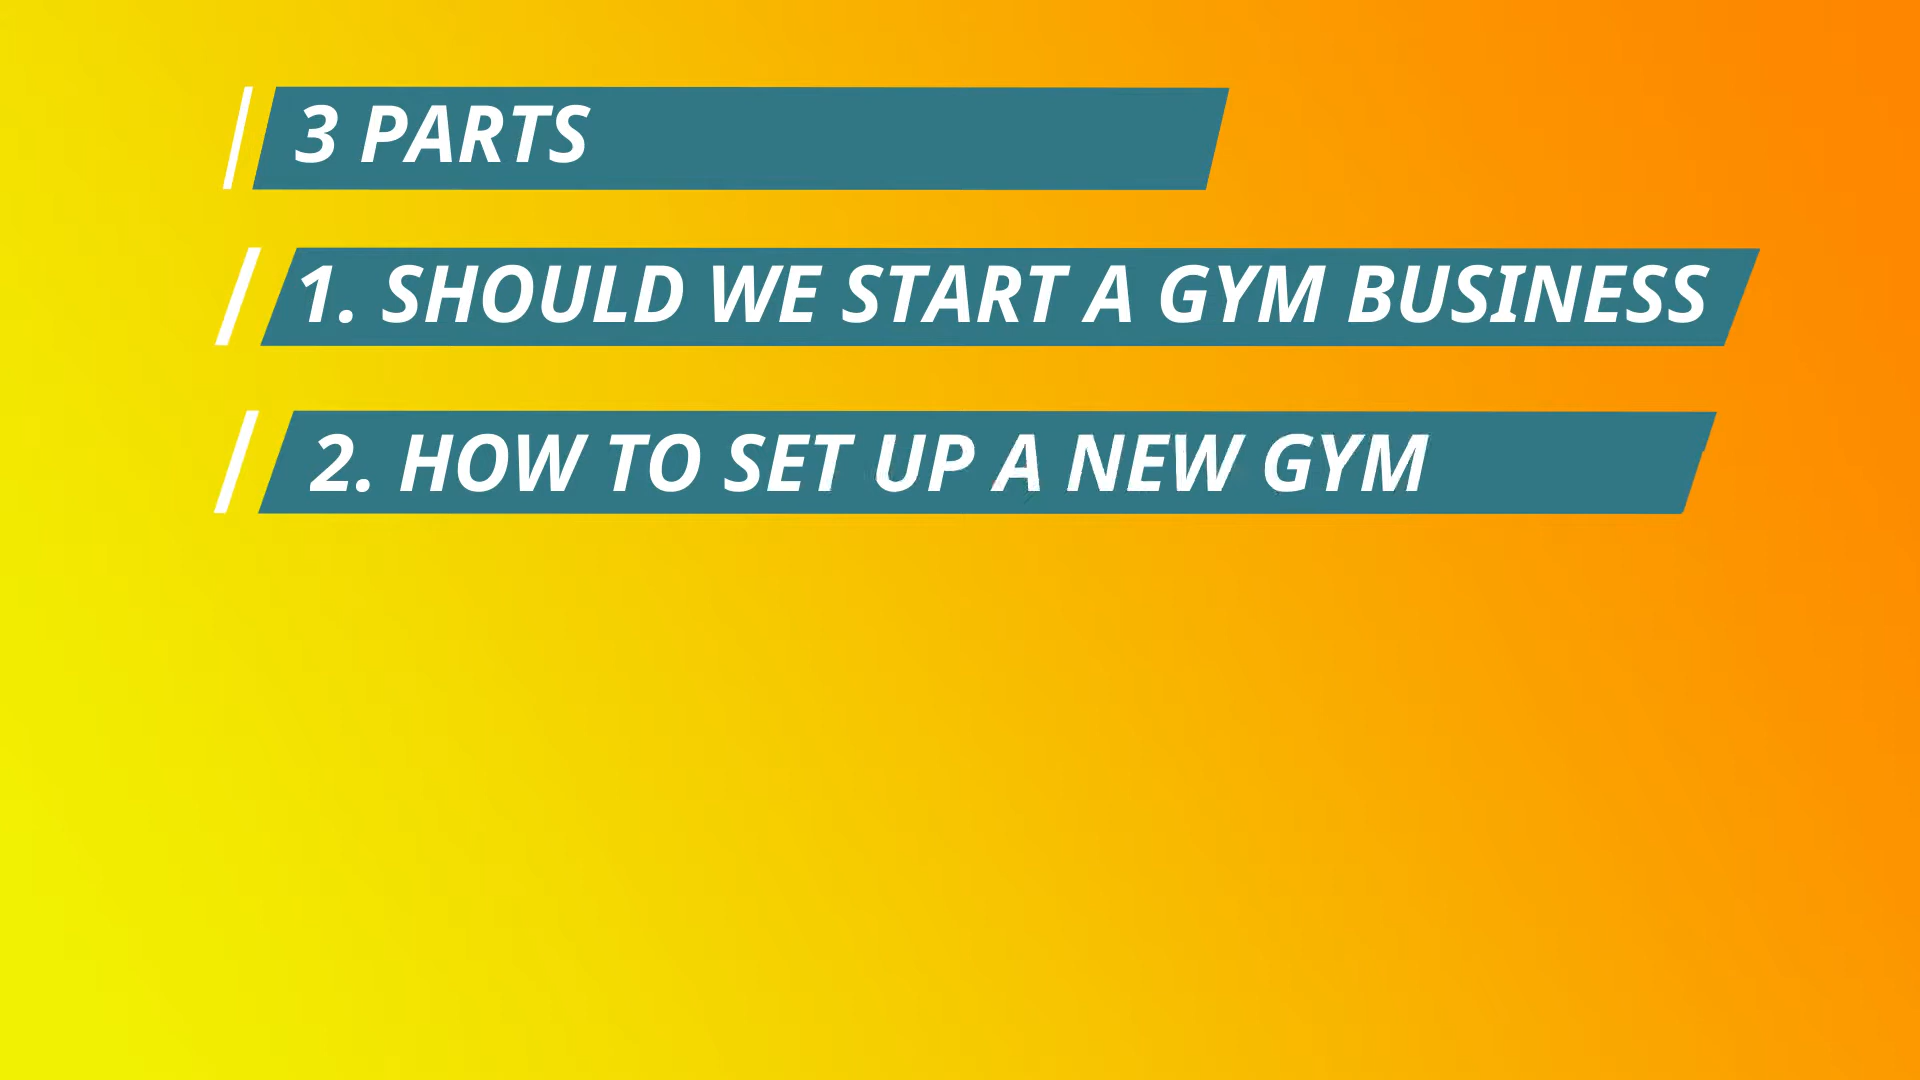 3 PARTS
1. SHOULD WE START A GYM BUSINESS
2. HOW TO SET UP A NEW GYM